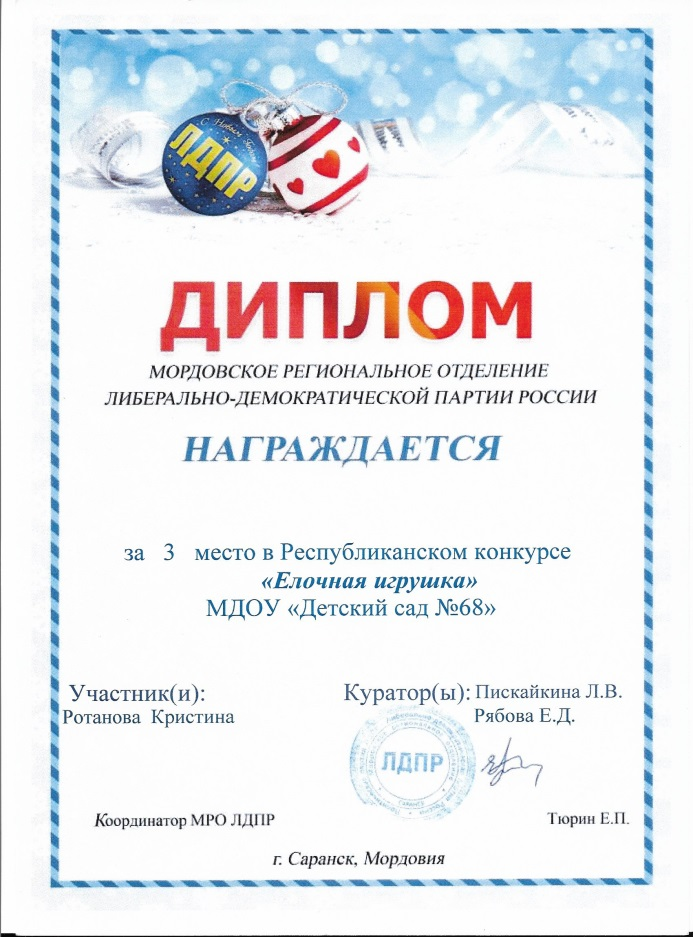 С Новым Годом
ЛДПР
ДИПЛОМ
МОРДОВСКОЕ РЕГИОНАЛЬНОЕ ОТДЕЛЕНИЕ
ЛИБЕРАЛЬНО-ДЕМОКРАТИЧЕСКОЙ ПАРТИИ РОССИИ
НАГРАЖДАЕТСЯ
за 3 место в Республиканском конкурсе
«Елочная игрушка»
МДОУ «Детский сад №68»
Участник(и):
Ротанова Кристина
Куратор(ы): Пискайкина Л.В.
Рябова Е.Д.
ЛДПР
Координатор МРО ЛДПР
Тюрин Е.П.
г. Саранск, Мордовия